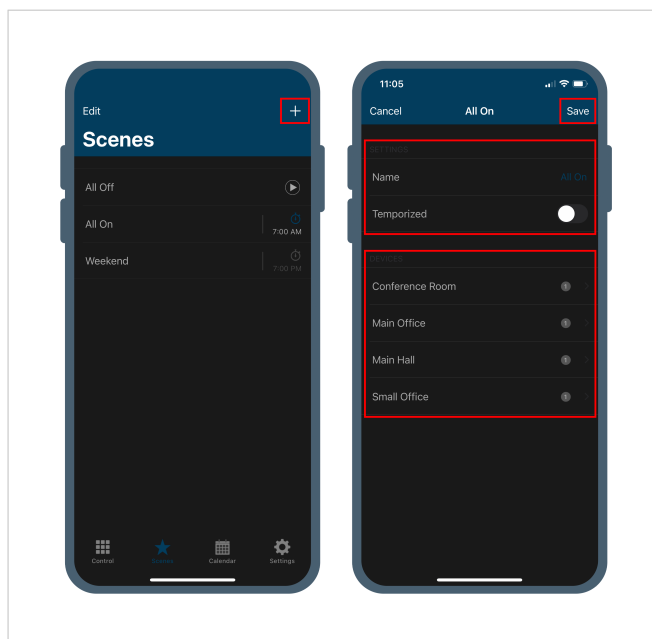 Edit
+
Scenes
All Off
All On
7:00 AM
Weekend
7:00 PM
Control
Scenes
Calendar
Settings
11:05
Cancel
All On
Save
SETTINGS
Name
All On
Temporized
DEVICES
Conference Room
1
Main Office
1
Main Hall
1
Small Office
1